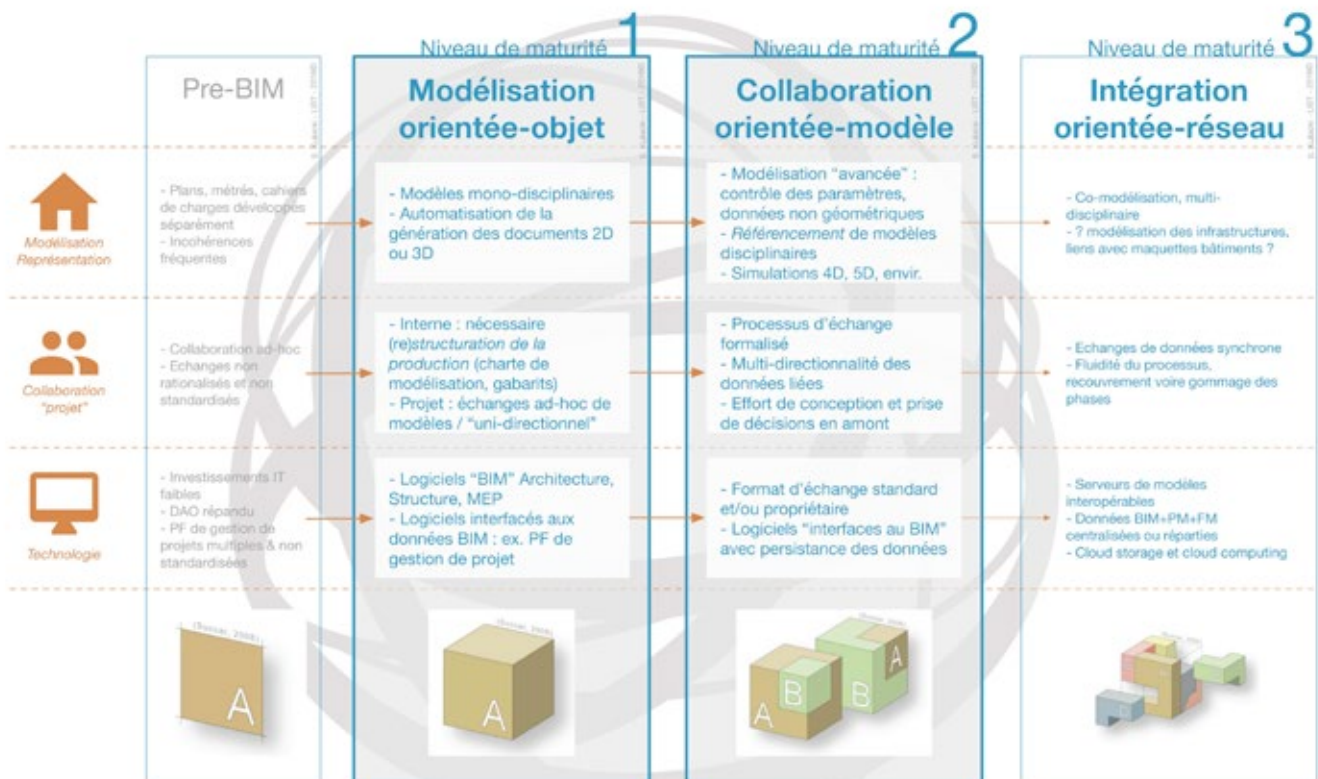 Niveau de maturité 1
Niveau de maturité 2
Niveau de maturité 3
Pre-BIM
Modélisation
orientée-objet
Collaboration
orientée-modèle
Intégration
orientée-réseau
Modélisation
Représentation
- Plans, métrés, cahiers
de charges développés
séparément
- Incohérences
fréquentes
- Modèles mono-disciplinaires
- Automatisation de la
génération des documents 2D
ou 3D
- Modélisation "avancée" :
contrôle des paramètres,
données non géométriques
- Référencement de modèles
disciplinaires
- Simulations 4D, 5D, envir.
- Co-modélisation, multi-
disciplinaire
- ? modélisation des infrastructures,
liens avec maquettes bâtiments ?
Collaboration
"projet"
- Collaboration ad-hoc
- Echanges non
rationalisés et non
standardisés
- Interne : nécessaire
(re)structuration de la
production (charte de
modélisation, gabarits)
- Projet : échanges ad-hoc de
modèles / "uni-directionnel"
- Processus d'échange
formalisé
- Multi-directionnalité des
données liées
- Effort de conception et prise
de décisions en amont
- Echanges de données synchrone
- Fluidité du processus,
recouvrement voire gommage des
phases
Technologie
- Investissements IT
faibles
- DAO répandu
- PF de gestion de
projets multiples & non
standardisées
- Logiciels "BIM" Architecture,
Structure, MEP
- Logiciels interfacés aux
données BIM : ex. PF de
gestion de projet
- Format d'échange standard
et/ou propriétaire
- Logiciels "interfaces au BIM"
avec persistance des données
- Serveurs de modèles
interopérables
- Données BIM+PM+FM
centralisées ou réparties
- Cloud storage et cloud computing
(Succar, 2009)
A
A
A
B
B
A